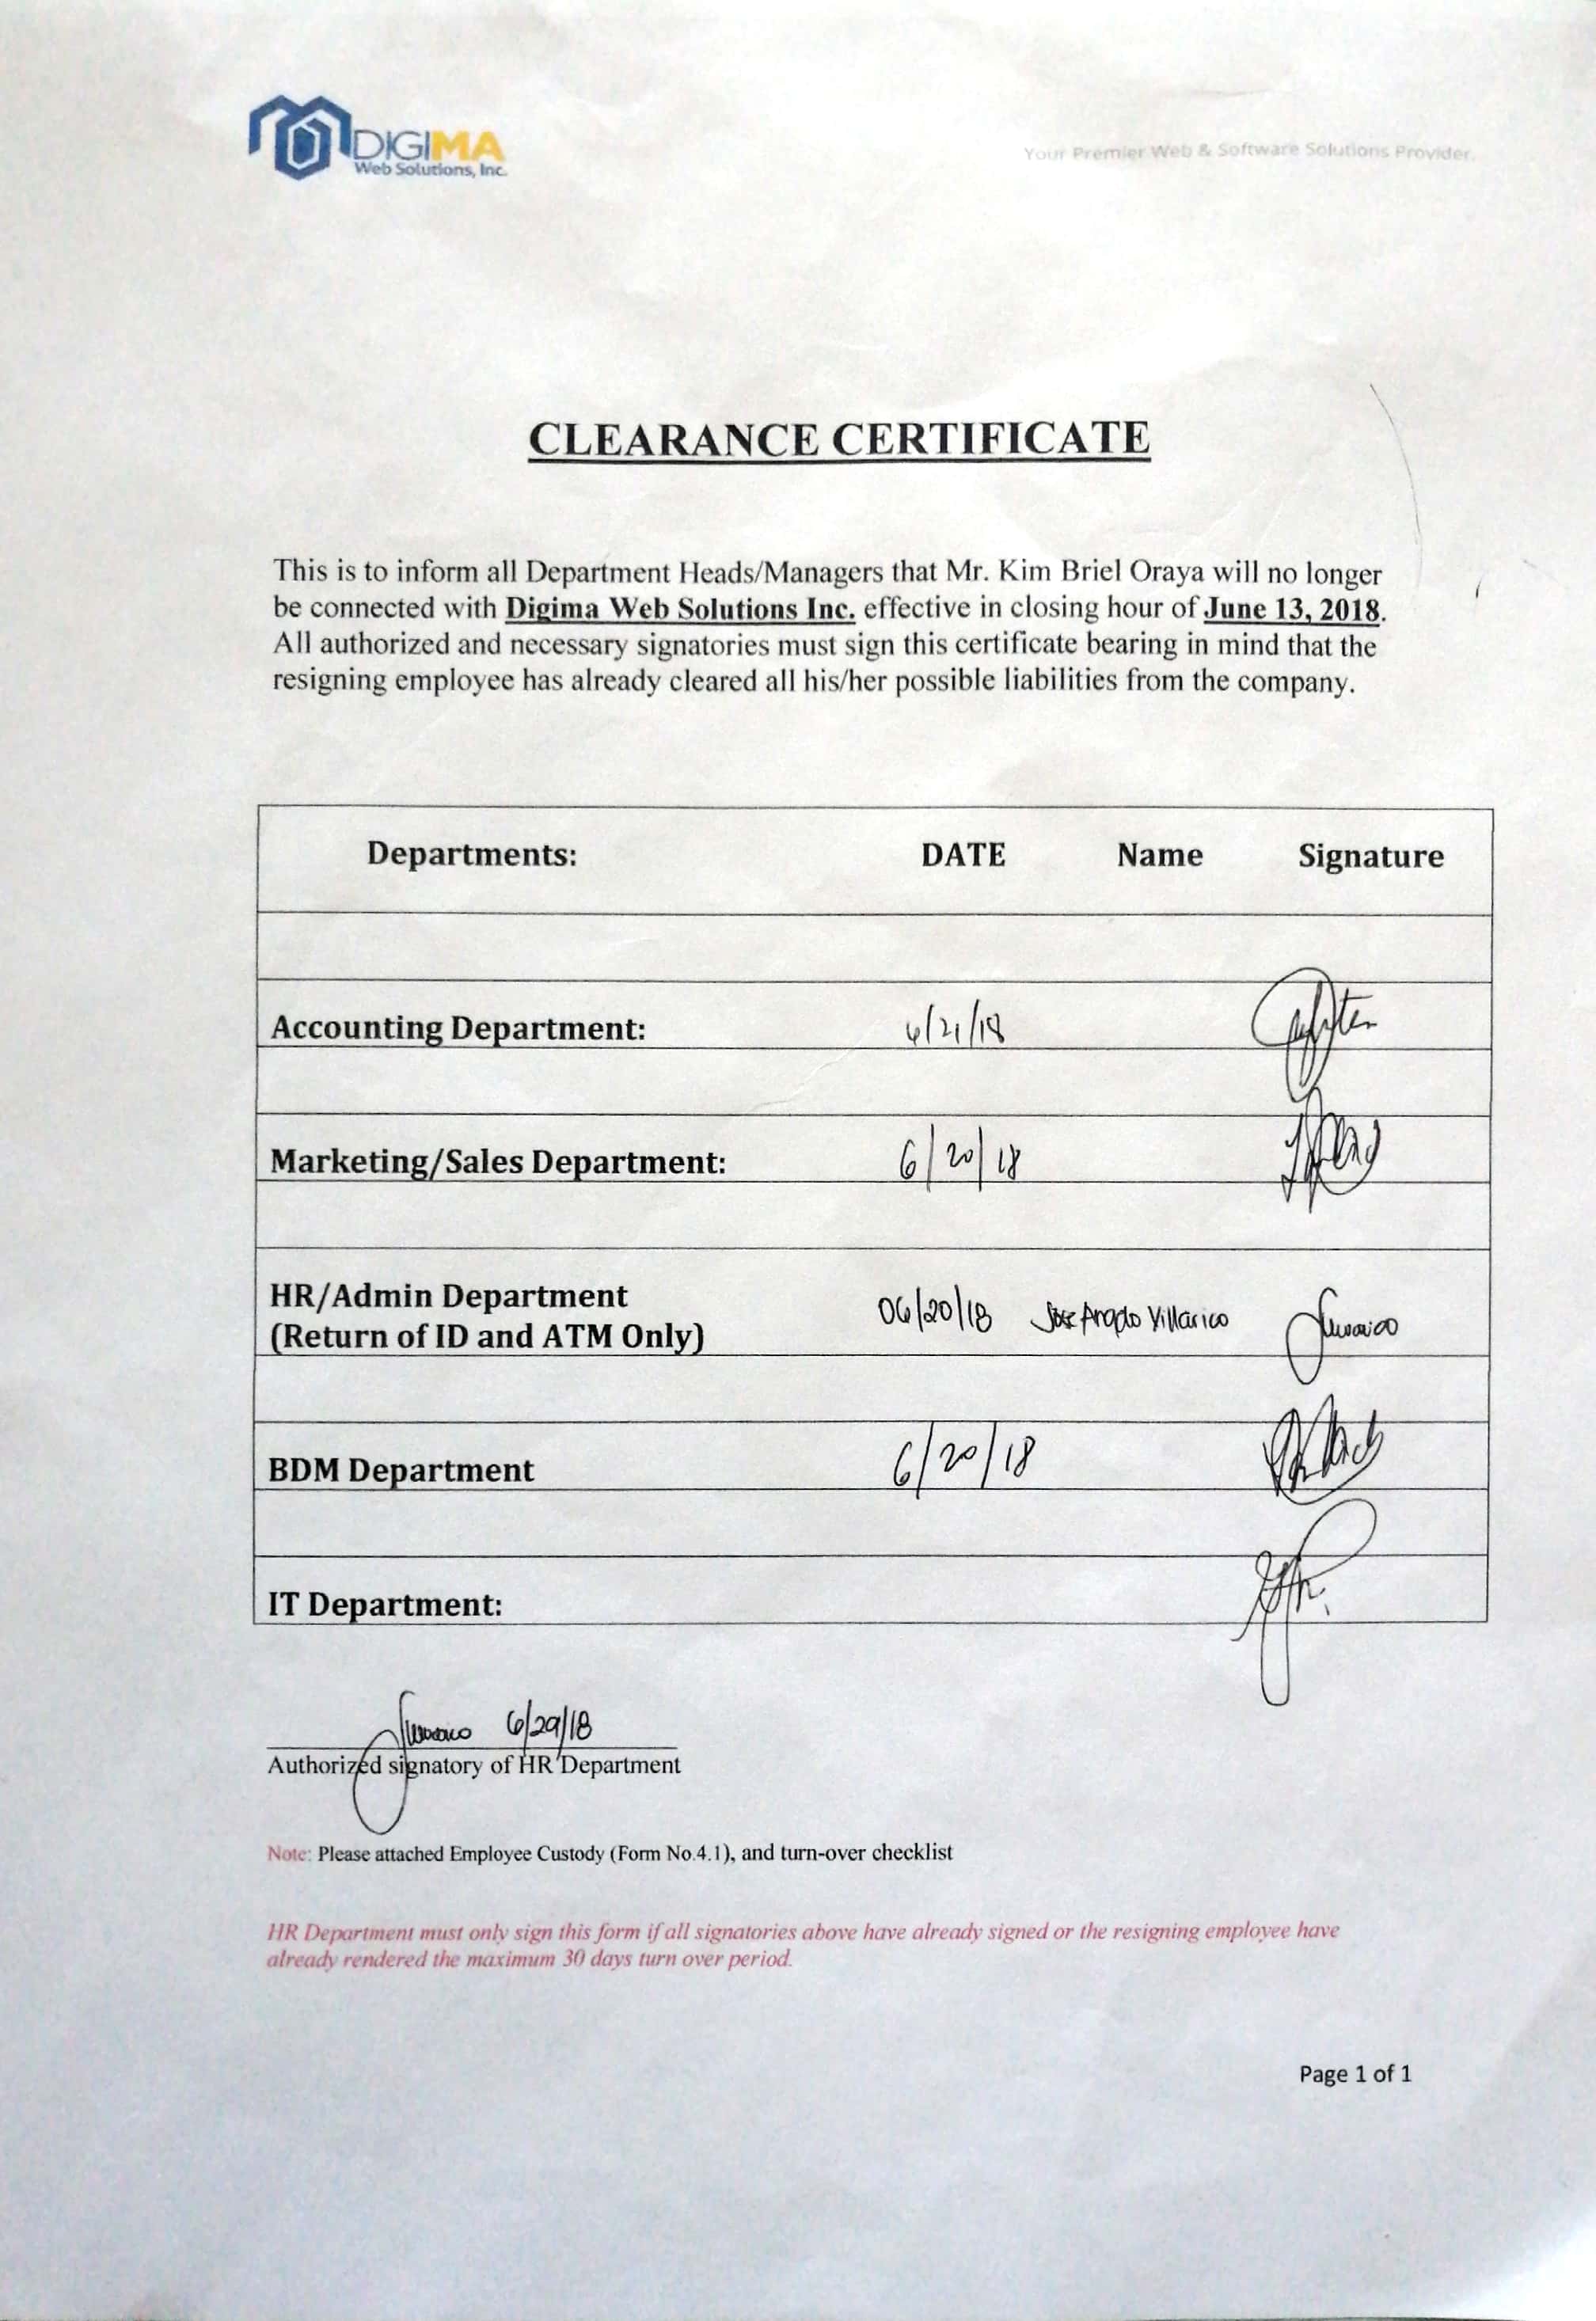 DIGIMA
Web Solutions, Inc.
Your Premier Web & Software Solutions Provider.
CLEARANCE CERTIFICATE
This is to inform all Department Heads/Managers that Mr. Kim Briel Oraya will no longer
be connected with Digima Web Solutions Inc. effective in closing hour of June 13, 2018.
All authorized and necessary signatories must sign this certificate bearing in mind that the
resigning employee has already cleared all his/her possible liabilities from the company.
Departments: DATE Name Signature
Accounting Department: 6/21/18
Marketing/Sales Department: 6/20/18
HR/Admin Department
(Return of ID and ATM Only) 06/20/18 Jose Angelo Villarico
BDM Department 6/20/18
IT Department:
6/29/18
Authorized signatory of HR Department
Note: Please attached Employee Custody (Form No.4.1), and turn-over checklist
HR Department must only sign this form if all signatories above have already signed or the resigning employee have
already rendered the maximum 30 days turn over period.
Page 1 of 1